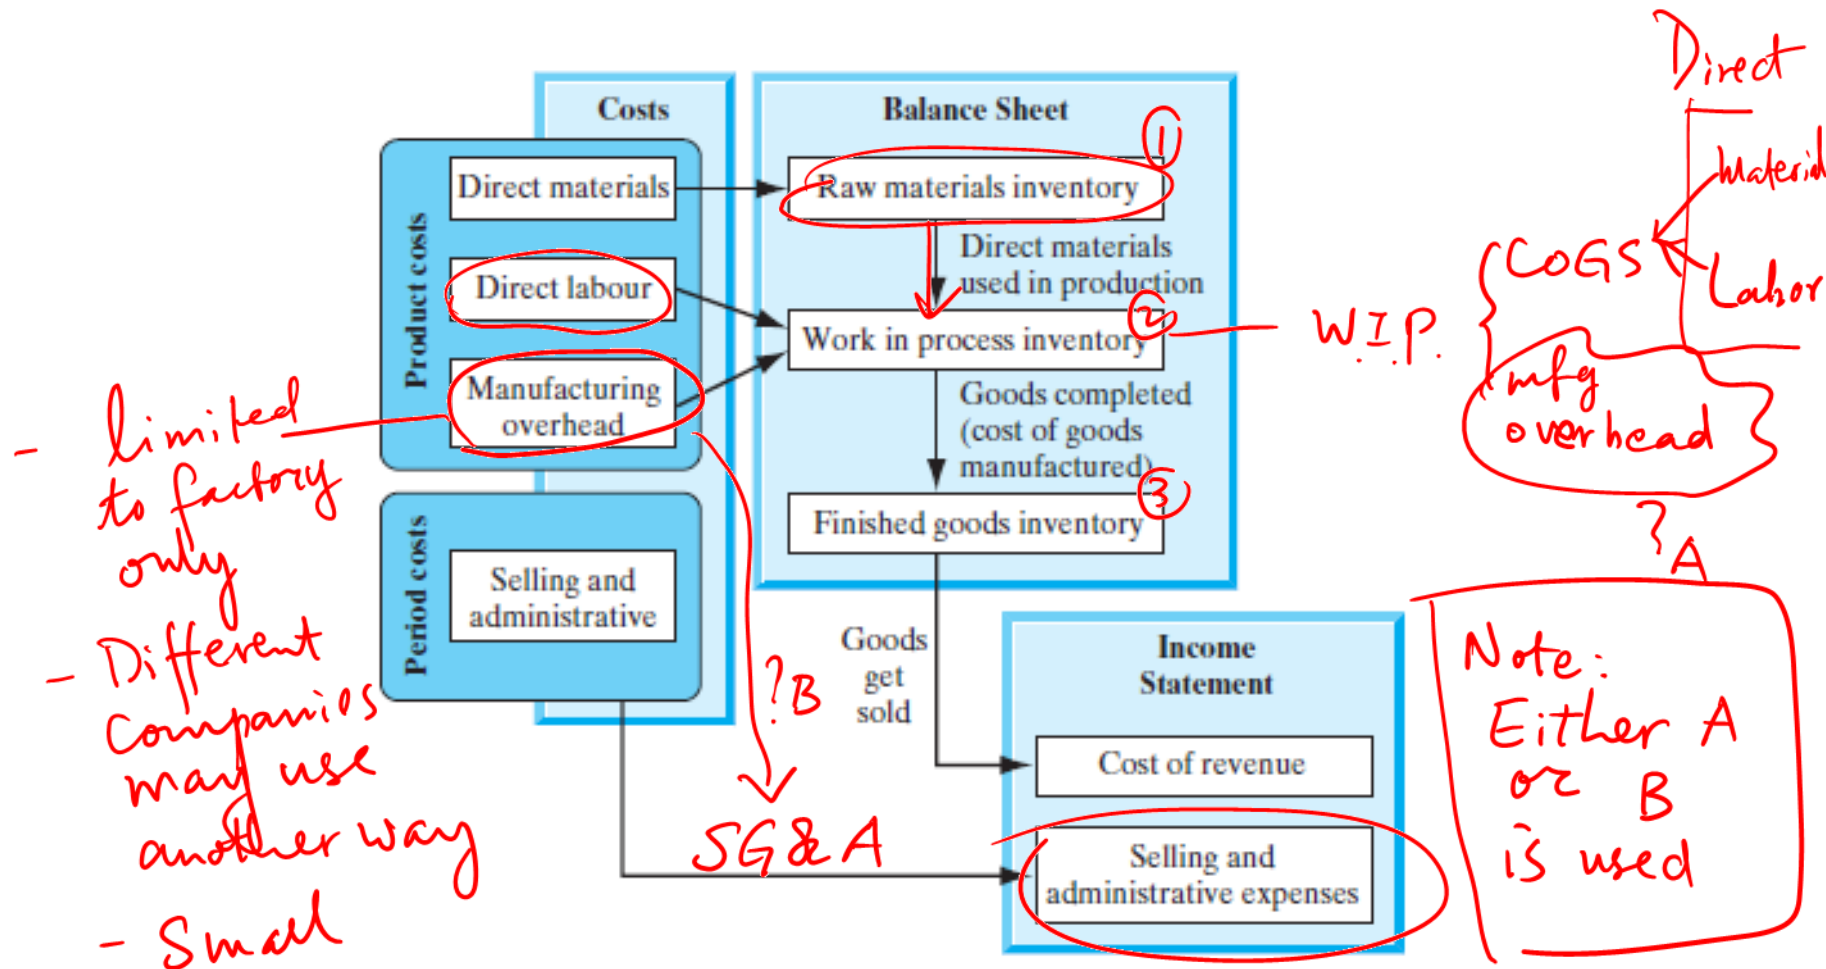 Costs
Product costs
Direct materials
Direct labour
Manufacturing
overhead
Period costs
Selling and
administrative
Balance Sheet
1
Raw materials inventory
Direct materials
used in production
2
Work in process inventory
Goods completed
(cost of goods
manufactured)
3
Finished goods inventory
Goods
get
sold
Income
Statement
Cost of revenue
Selling and
administrative expenses
- limited
to factory
only
- Different
Companies
may use
another way
- Small
? B
SG&A
W.I.P.
Direct
Material
COGS
Labor
mfg
overhead
? A
Note:
Either A
or B
is used